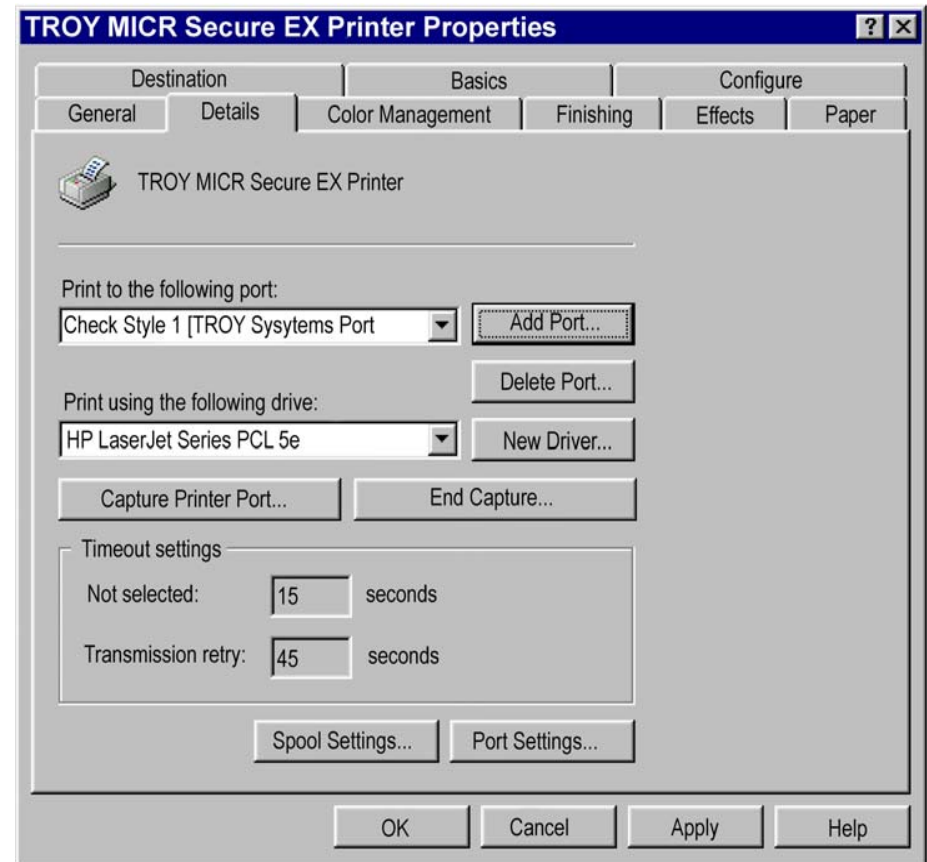 TROY MICR Secure EX Printer Properties ? X
Destination Basics Configure
General Details Color Management Finishing Effects Paper
TROY MICR Secure EX Printer
Print to the following port:
Check Style 1 [TROY Sysytems Port Add Port...
Delete Port...
Print using the following drive:
HP LaserJet Series PCL 5e New Driver...
Capture Printer Port... End Capture...
Timeout settings
Not selected: 15 seconds
Transmission retry: 45 seconds
Spool Settings... Port Settings...
OK Cancel Apply Help